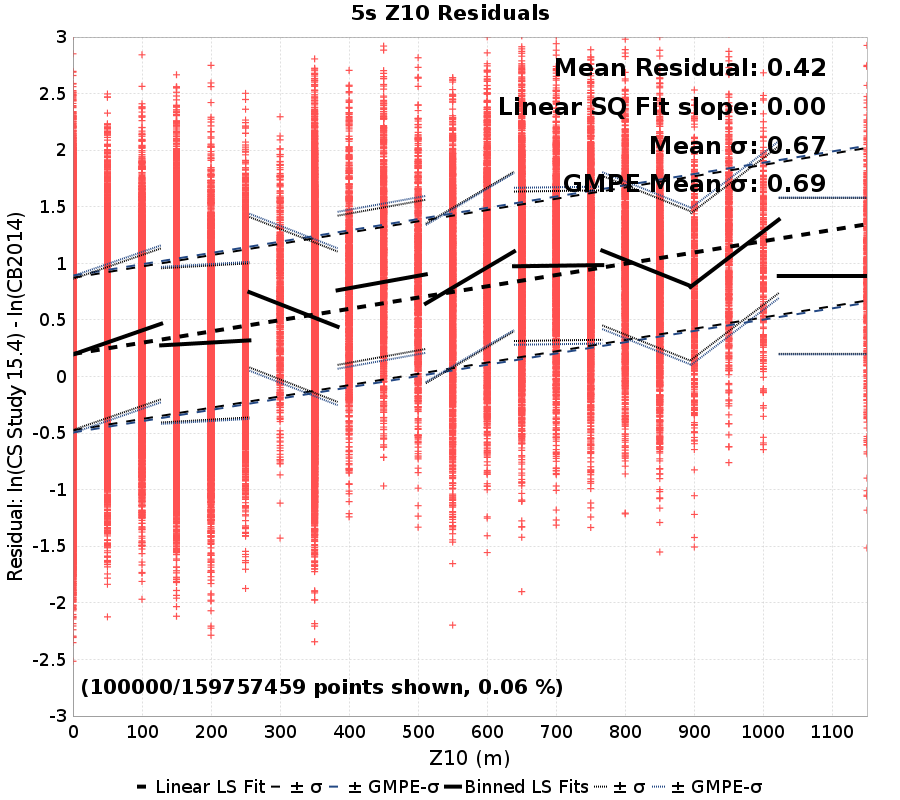 5s Z10 Residuals
Mean Residual: 0.42
Linear SQ Fit slope: 0.00
Mean σ: 0.67
GMPE-Mean σ: 0.69
3
2.5
2
1.5
1
0.5
0
-0.5
-1
-1.5
-2
-2.5
-3
Residual: ln(CS Study 15.4) - ln(CB2014)
(100000/159757459 points shown, 0.06 %)
0 100 200 300 400 500 600 700 800 900 1000 1100
Z10 (m)
Linear LS Fit ± σ ± GMPE-σ Binned LS Fits ± σ ± GMPE-σ